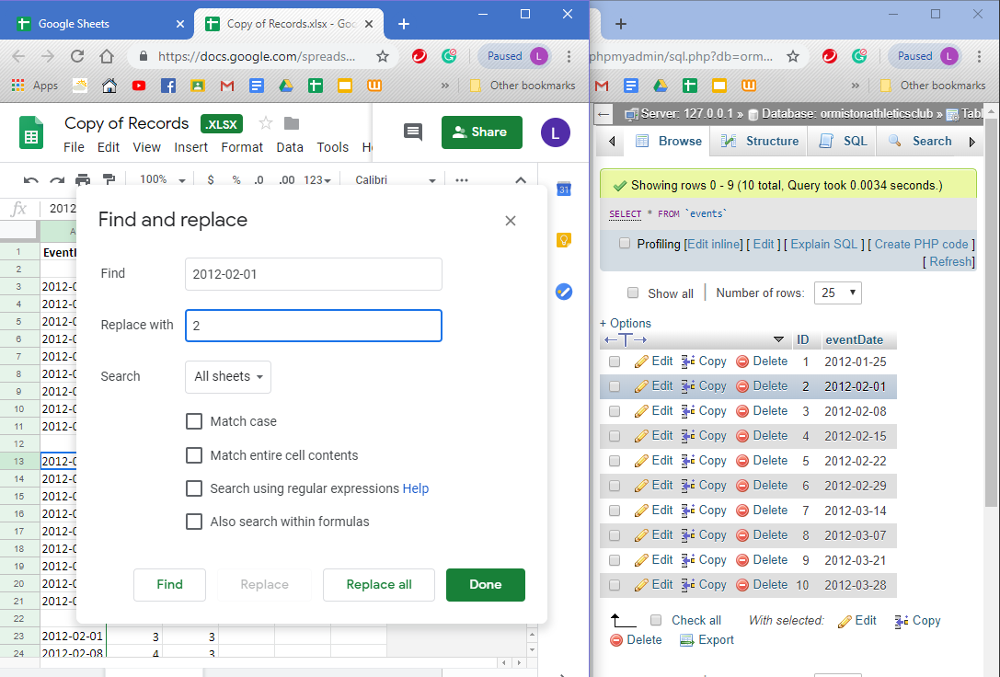 Google Sheets
Copy of Records.xlsx - Goo
https://docs.google.com/spreads...
Paused
L
Apps
Other bookmarks
Copy of Records
.XLSX
Share
L
File Edit View Insert Format Data Tools H
100% $ % .0 .00 123 Calibri
fx 2012
Find and replace
Find
2012-02-01
Replace with
2
Search
All sheets
Match case
Match entire cell contents
Search using regular expressions Help
Also search within formulas
Find
Replace
Replace all
Done
A
1 EventI
2
3 2012-0
4 2012-0
5 2012-0
6 2012-0
7 2012-0
8 2012-0
9 2012-0
10 2012-0
11 2012-0
12
13 2012-0
14 2012-0
15 2012-0
16 2012-0
17 2012-0
18 2012-0
19 2012-0
20 2012-0
21 2012-0
22
23 2012-02-01 3 3
24 2012-02-08 4 3
31
phpmyadmin/sql.php?db=orm...
Paused
L
Other bookmarks
Server: 127.0.0.1 » Database: ormistonathleticsclub » Tabl
Browse Structure SQL Search
Showing rows 0 - 9 (10 total, Query took 0.0034 seconds.)
SELECT * FROM `events`
Profiling [Edit inline] [ Edit ] [ Explain SQL ] [ Create PHP code ]
[ Refresh]
Show all Number of rows: 25
+ Options
ID eventDate
Edit Copy Delete 1 2012-01-25
Edit Copy Delete 2 2012-02-01
Edit Copy Delete 3 2012-02-08
Edit Copy Delete 4 2012-02-15
Edit Copy Delete 5 2012-02-22
Edit Copy Delete 6 2012-02-29
Edit Copy Delete 7 2012-03-14
Edit Copy Delete 8 2012-03-07
Edit Copy Delete 9 2012-03-21
Edit Copy Delete 10 2012-03-28
Check all With selected: Edit Copy
Delete Export